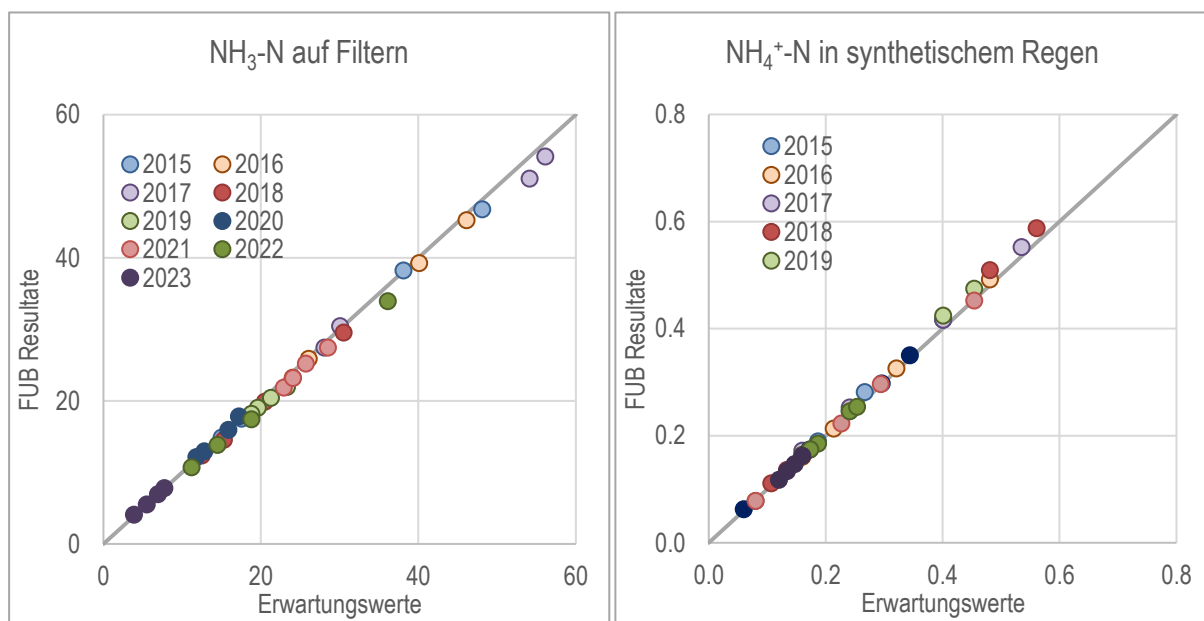 NH₃-N auf Filtern
60
40
20
0
0 20 40 60
FUB Resultate
Erwartungswerte
2015 2016
2017 2018
2019 2020
2021 2022
2023
NH₄⁺-N in synthetischem Regen
0.8
0.6
0.4
0.2
0.0
0.0 0.2 0.4 0.6 0.8
FUB Resultate
Erwartungswerte
2015
2016
2017
2018
2019